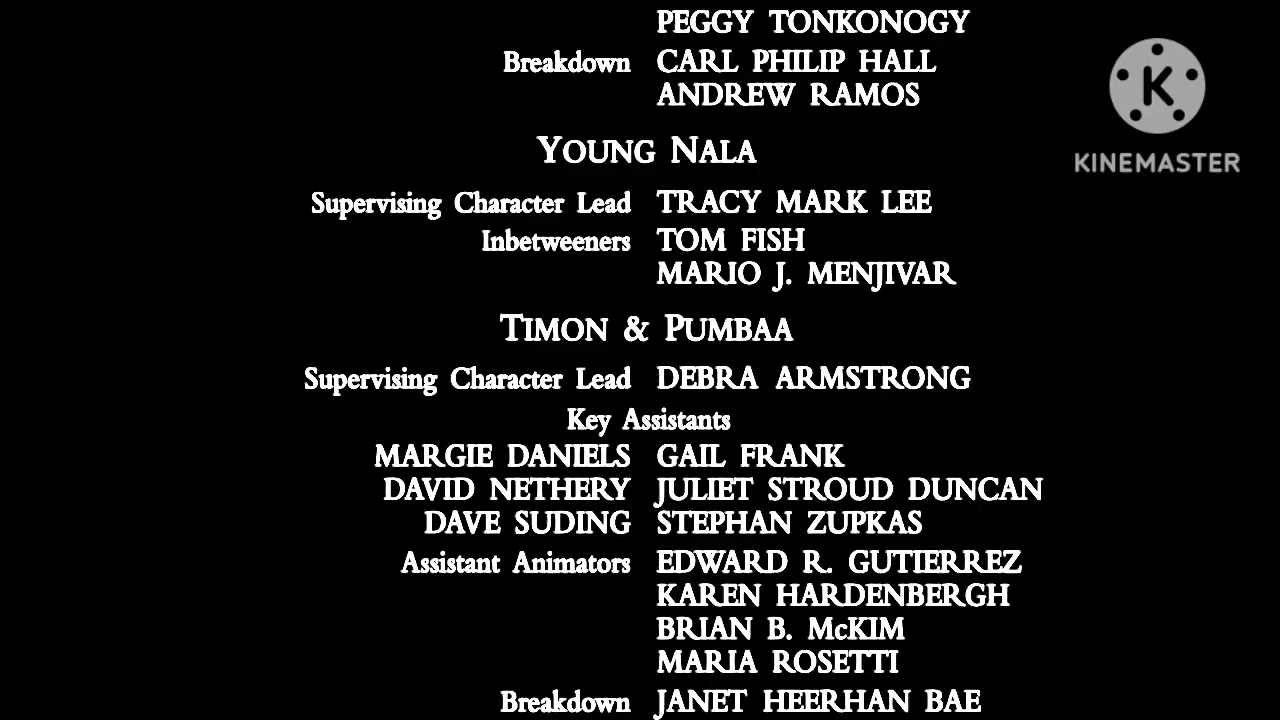 PEGGY TONKONOGY
Breakdown CARL PHILIP HALL
ANDREW RAMOS
YOUNG NALA
Supervising Character Lead TRACY MARK LEE
Inbetweeners TOM FISH
MARIO J. MENJIVAR
TIMON & PUMBAA
Supervising Character Lead DEBRA ARMSTRONG
Key Assistants
MARGIE DANIELS GAIL FRANK
DAVID NETHERY JULIET STROUD DUNCAN
DAVE SUDING STEPHAN ZUPKAS
Assistant Animators EDWARD R. GUTIERREZ
KAREN HARDENBERGH
BRIAN B. McKIM
MARIA ROSETTI
Breakdown JANET HEERHAN BAE
K
KINEMASTER